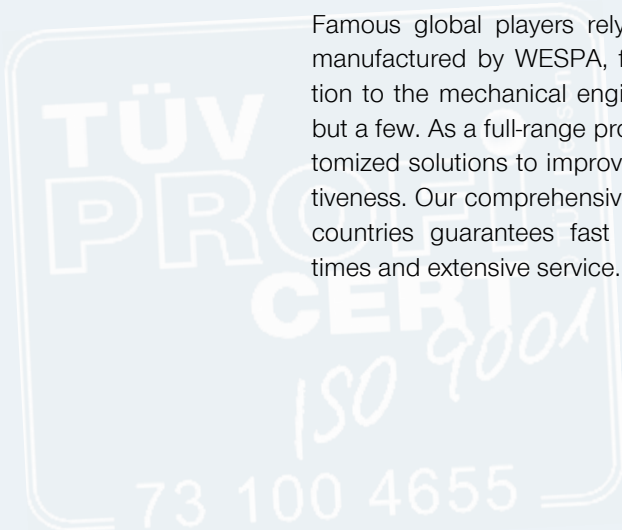 Famous global players rely
manufactured by WESPA, f
tion to the mechanical engi
but a few. As a full-range pro
tomized solutions to improv
tiveness. Our comprehensiv
countries guarantees fast
times and extensive service.
TÜV
PROFi
CERT
ISO 9001
73 100 4655